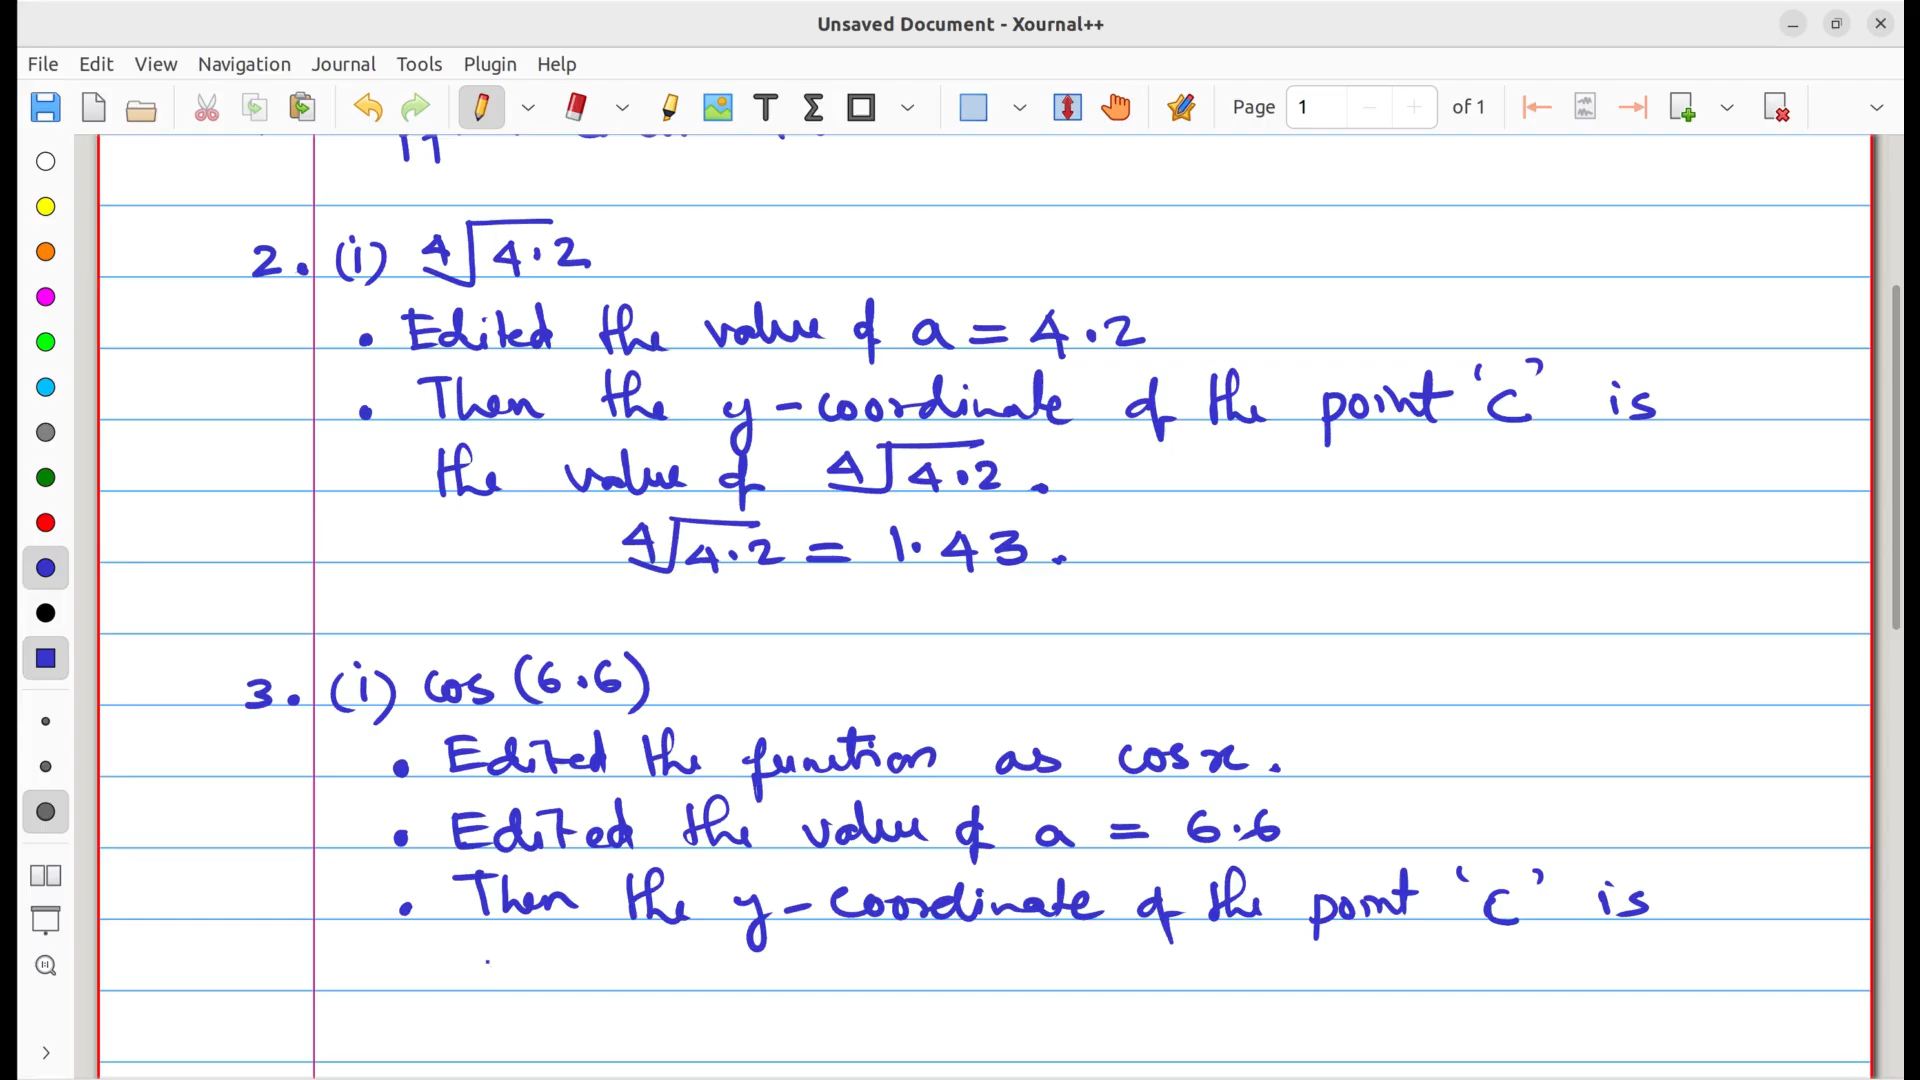 Unsaved Document - Xournal++
File Edit View Navigation Journal Tools Plugin Help
Page 1 of 1
2. (i) ∜4.2
• Edited the value of a = 4.2
• Then the y-coordinate of the point 'C' is
the value of ∜4.2.
∜4.2 = 1.43.
3. (i) cos (6.6)
• Edited the function as cos x.
• Edited the value of a = 6.6
• Then the y-coordinate of the point 'C' is